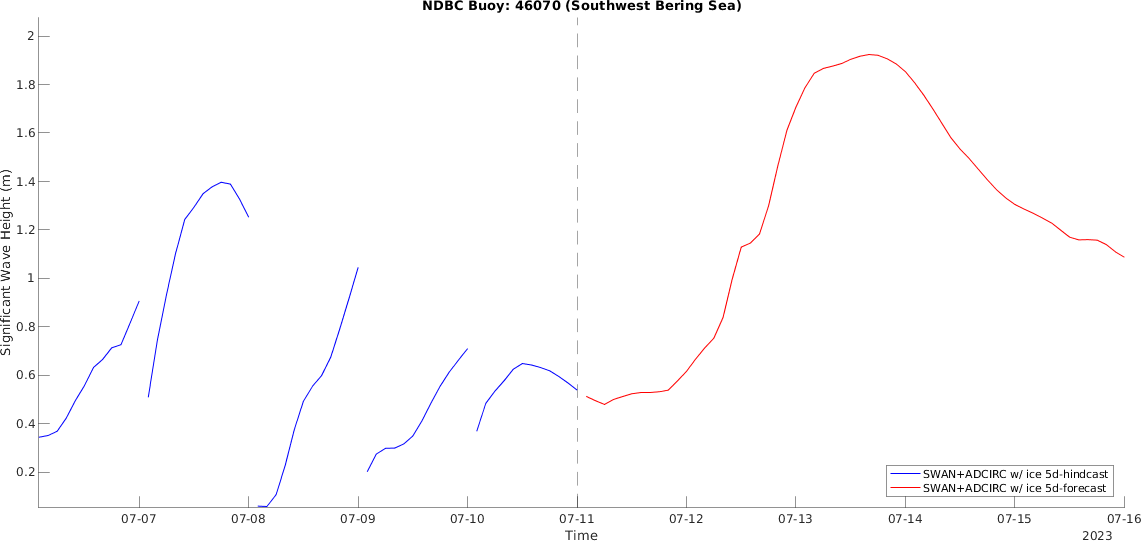 NDBC Buoy: 46070 (Southwest Bering Sea)
Significant Wave Height (m)
2
1.8
1.6
1.4
1.2
1
0.8
0.6
0.4
0.2
SWAN+ADCIRC w/ ice 5d-hindcast
SWAN+ADCIRC w/ ice 5d-forecast
07-07 07-08 07-09 07-10 07-11 07-12 07-13 07-14 07-15 07-16
Time
2023